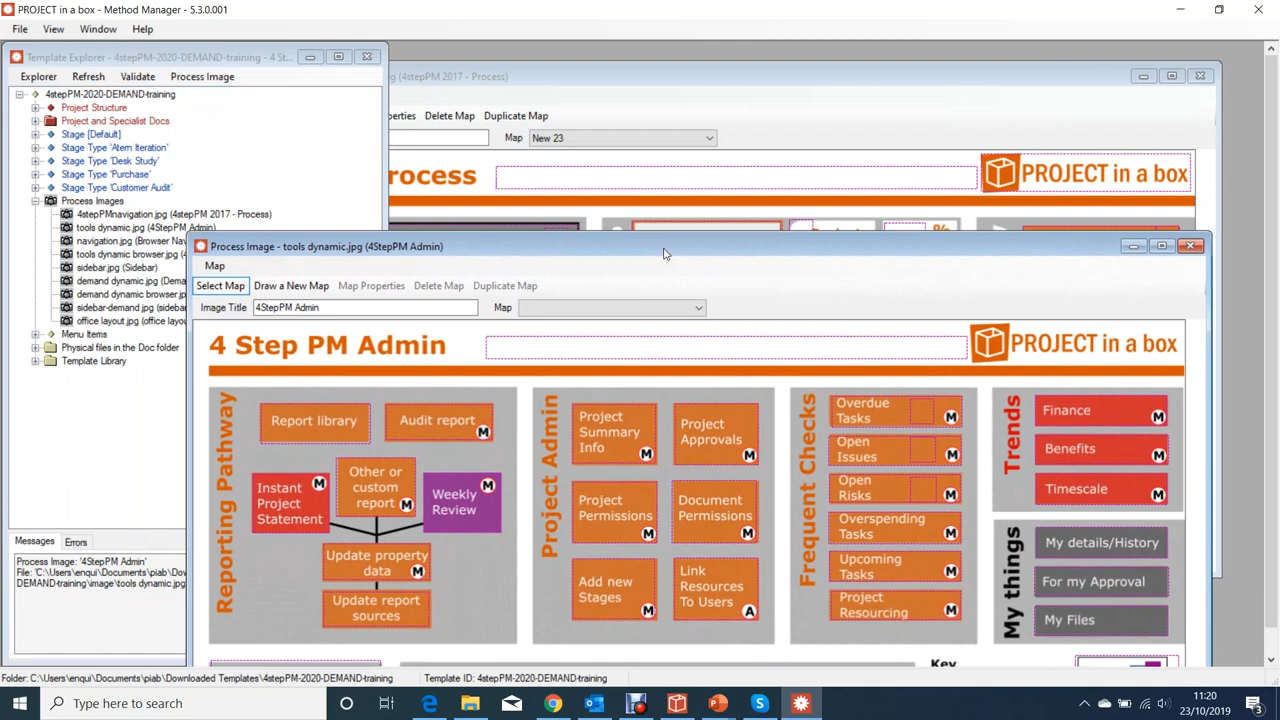 PROJECT in a box - Method Manager - 5.3.0.001
File View Window Help
Template Explorer - 4stepPM-2020-DEMAND-training - 4 St...
Explorer Refresh Validate Process Image
4stepPM-2020-DEMAND-training
Project Structure
Project and Specialist Docs
Stage [Default]
Stage Type 'Atern Iteration'
Stage Type 'Desk Study'
Stage Type 'Purchase'
Stage Type 'Customer Audit'
Process Images
4stepPMnavigation.jpg (4stepPM 2017 - Process)
tools dynamic.jpg (4StepPM Admin)
navigation.jpg (Browser Nav
tools dynamic browser.j
sidebar.jpg (Sidebar)
demand dynamic.jpg (Dema
demand dynamic browser
sidebar-demand.jpg (Sideb
office layout.jpg (office layou
Menu Items
Physical files in the Doc folder
Template Library
Messages Errors
Process Image: '4StepPM Admin'
File: 'C:\Users\enqui\Documents\piab\
DEMAND-training\image\tools dynamic.jpg
ng (4stepPM 2017 - Process)
perties Delete Map Duplicate Map
Map New 23
rocess
PROJECT in a box
%
Process Image - tools dynamic.jpg (4StepPM Admin)
Map
Select Map Draw a New Map Map Properties Delete Map Duplicate Map
Image Title 4StepPM Admin Map
4 Step PM Admin
PROJECT in a box
Reporting Pathway
Report library
Audit report M
Instant Project Statement M
Other or custom report M
Weekly Review M
Update property data M
Update report sources
Project Admin
Project Summary Info M
Project Approvals M
Project Permissions M
Document Permissions M
Add new Stages M
Link Resources To Users A
Frequent Checks
Overdue Tasks M
Open Issues M
Open Risks M
Overspending Tasks M
Upcoming Tasks M
Project Resourcing M
Trends
Finance M
Benefits M
Timescale M
My things
My details/History
For my Approval
My Files
Key
Folder: C:\Users\enqui\Documents\piab\Downloaded Templates\4stepPM-2020-DEMAND-training Template ID: 4stepPM-2020-DEMAND-training
Type here to search
11:20
23/10/2019
3